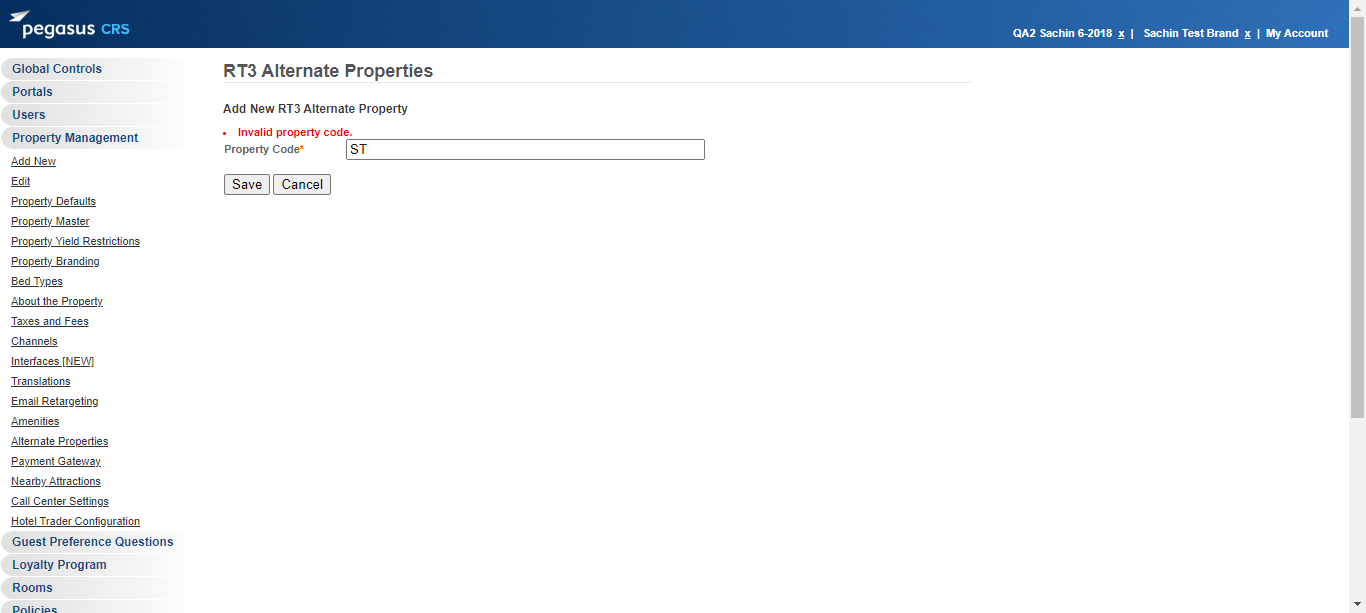 pegasus CRS
QA2 Sachin 6-2018 x | Sachin Test Brand x | My Account
Global Controls
Portals
Users
Property Management
Add New
Edit
Property Defaults
Property Master
Property Yield Restrictions
Property Branding
Bed Types
About the Property
Taxes and Fees
Channels
Interfaces [NEW]
Translations
Email Retargeting
Amenities
Alternate Properties
Payment Gateway
Nearby Attractions
Call Center Settings
Hotel Trader Configuration
Guest Preference Questions
Loyalty Program
Rooms
Policies
RT3 Alternate Properties
Add New RT3 Alternate Property
• Invalid property code.
Property Code* ST
Save Cancel